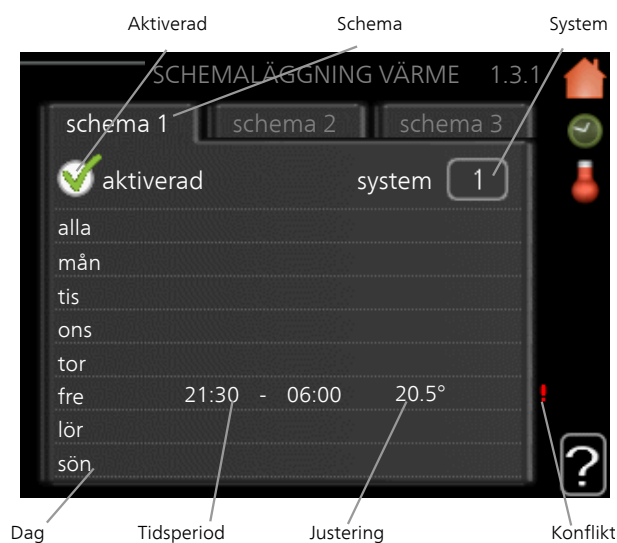 Aktiverad Schema System
SCHEMALÄGGNING VÄRME 1.3.1
schema 1 schema 2 schema 3
aktiverad system 1
alla
mån
tis
ons
tor
fre 21:30 - 06:00 20.5° !
lör
sön
?
Dag Tidsperiod Justering Konflikt